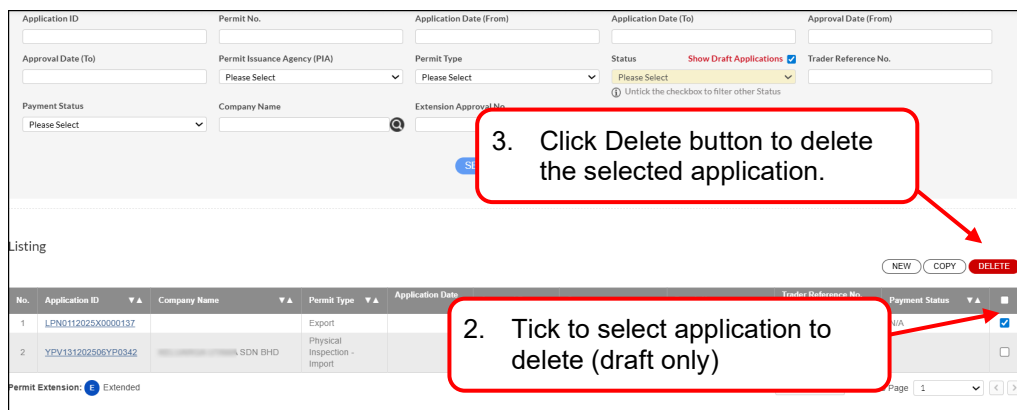 Application ID Permit No. Application Date (From) Application Date (To) Approval Date (From)
Approval Date (To) Permit Issuance Agency (PIA) Permit Type Status Show Draft Applications Trader Reference No.
Please Select Please Select Please Select
Untick the checkbox to filter other Status
Payment Status Company Name Extension Approval No.
Please Select
3. Click Delete button to delete
the selected application.
Listing
NEW COPY DELETE
No. Application ID Company Name Permit Type Application Date Trader Reference No. Payment Status
1 LPN0112025X0000137 Export N/A
2. Tick to select application to
delete (draft only)
2 YPV131202506YP0342 SDN BHD Physical
Inspection -
Import
Permit Extension: E Extended Page 1